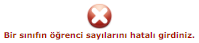 Bir sınıfın öğrenci sayılarını hatalı girdiniz.